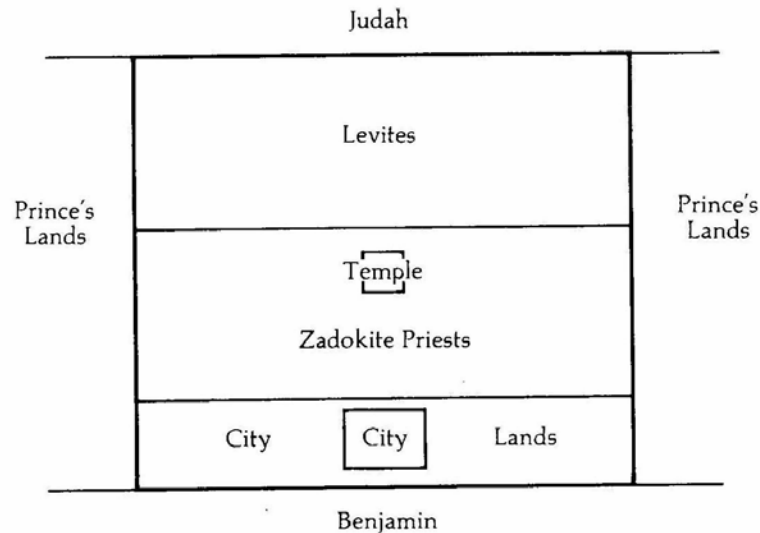 Judah
Levites
Prince's
Lands
Prince's
Lands
Temple
Zadokite Priests
City
City
Lands
Benjamin